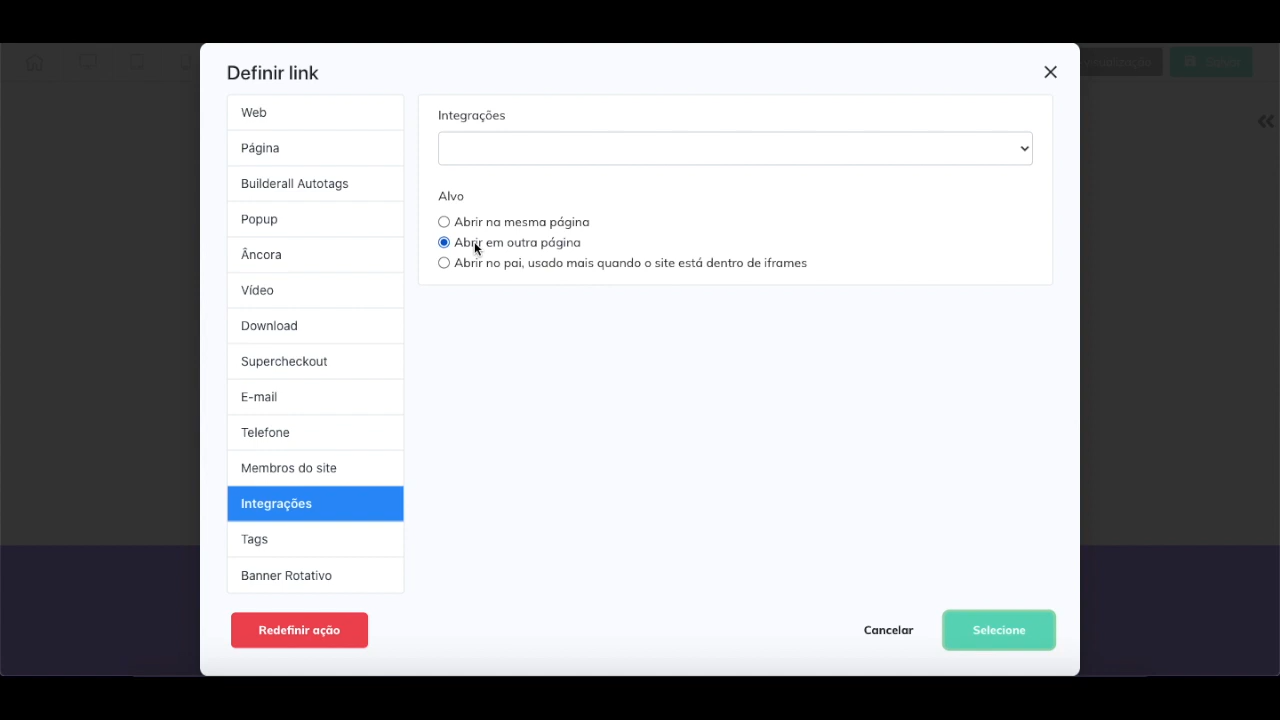 Definir link
Web
Página
Builderall Autotags
Popup
Âncora
Vídeo
Download
Supercheckout
E-mail
Telefone
Membros do site
Integrações
Tags
Banner Rotativo
Integrações
Alvo
Abrir na mesma página
Abrir em outra página
Abrir no pai, usado mais quando o site está dentro de iframes
Redefinir ação
Cancelar
Selecione